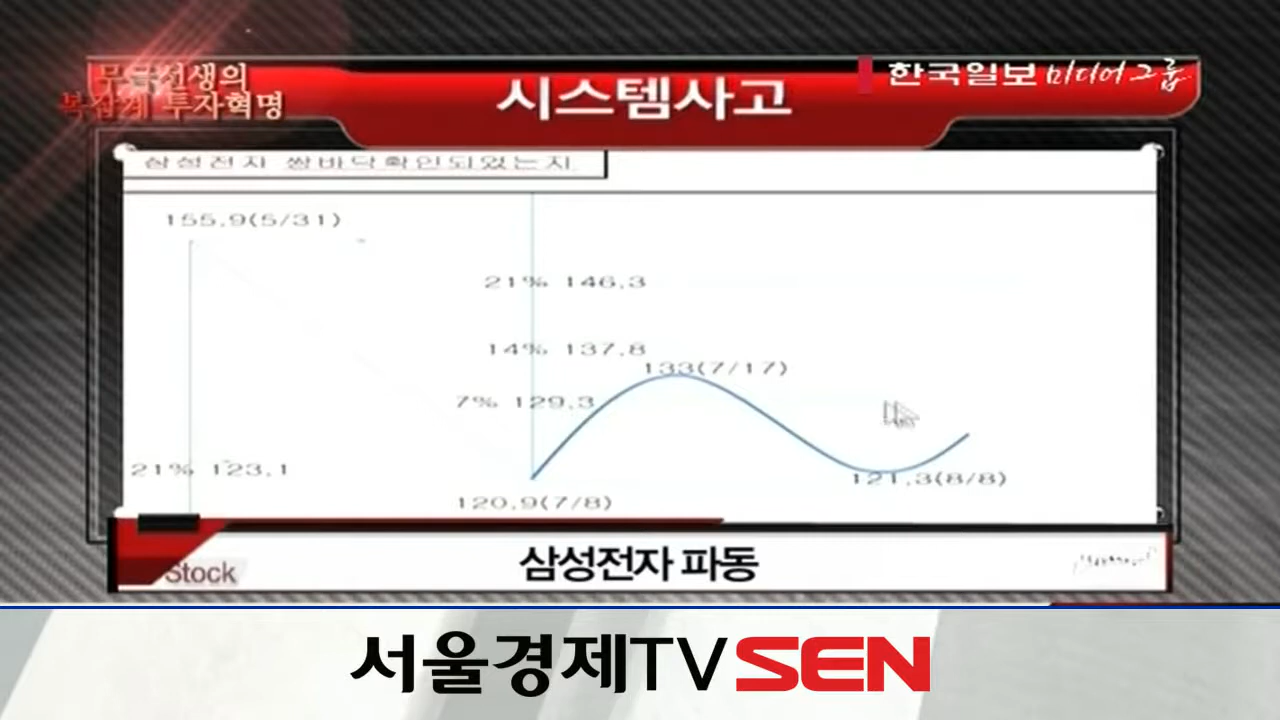 무극선생의
복잡계 투자혁명
시스템사고
한국일보 미디어그룹
삼성전자 쌍바닥확인되었는지
155.9(5/31)
21% 146.3
14% 137.8
133(7/17)
7% 129.3
21% 123.1
121.3(8/8)
120.9(7/8)
삼성전자 파동
Stock
서울경제TV SEN